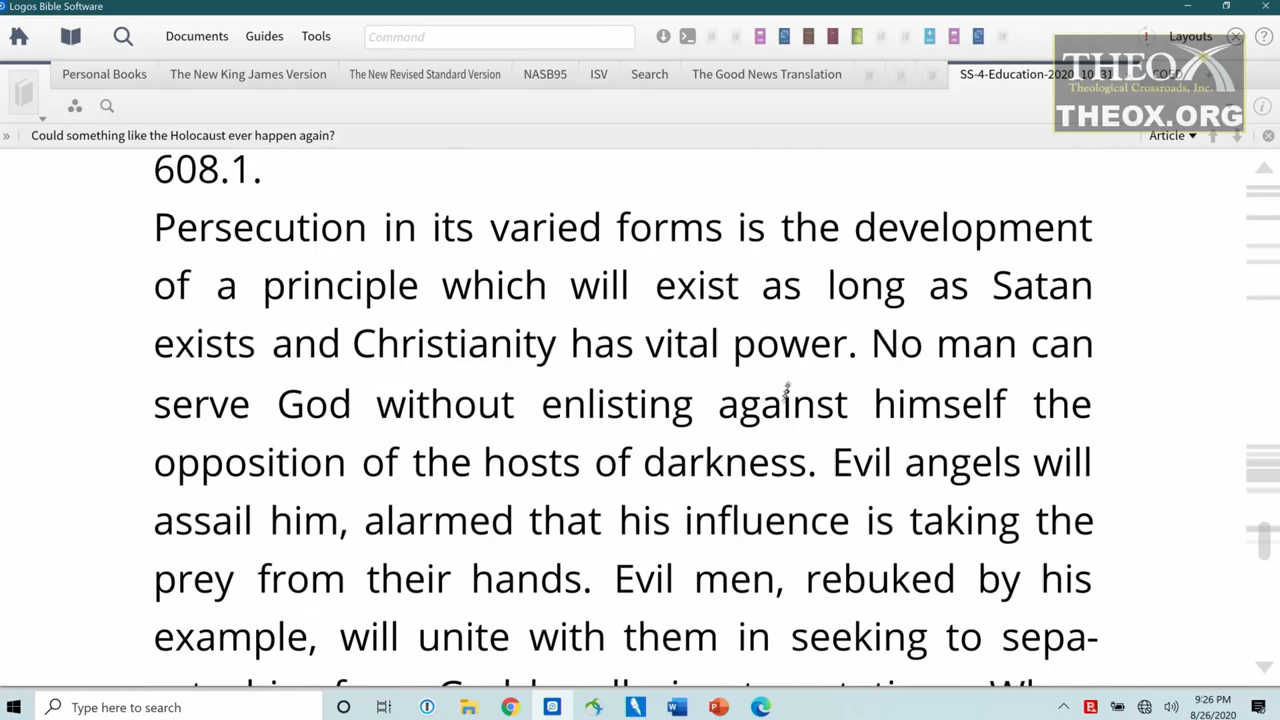 Logos Bible Software
Documents Guides Tools Command Layouts
Personal Books The New King James Version The New Revised Standard Version NASB95 ISV Search The Good News Translation SS-4-Education-2020_10_31
THEOX
Theological Crossroads, Inc.
THEOX.ORG
» Could something like the Holocaust ever happen again? Article
608.1.
Persecution in its varied forms is the development
of a principle which will exist as long as Satan
exists and Christianity has vital power. No man can
serve God without enlisting against himself the
opposition of the hosts of darkness. Evil angels will
assail him, alarmed that his influence is taking the
prey from their hands. Evil men, rebuked by his
example, will unite with them in seeking to sepa-
Type here to search
9:26 PM
8/26/2020